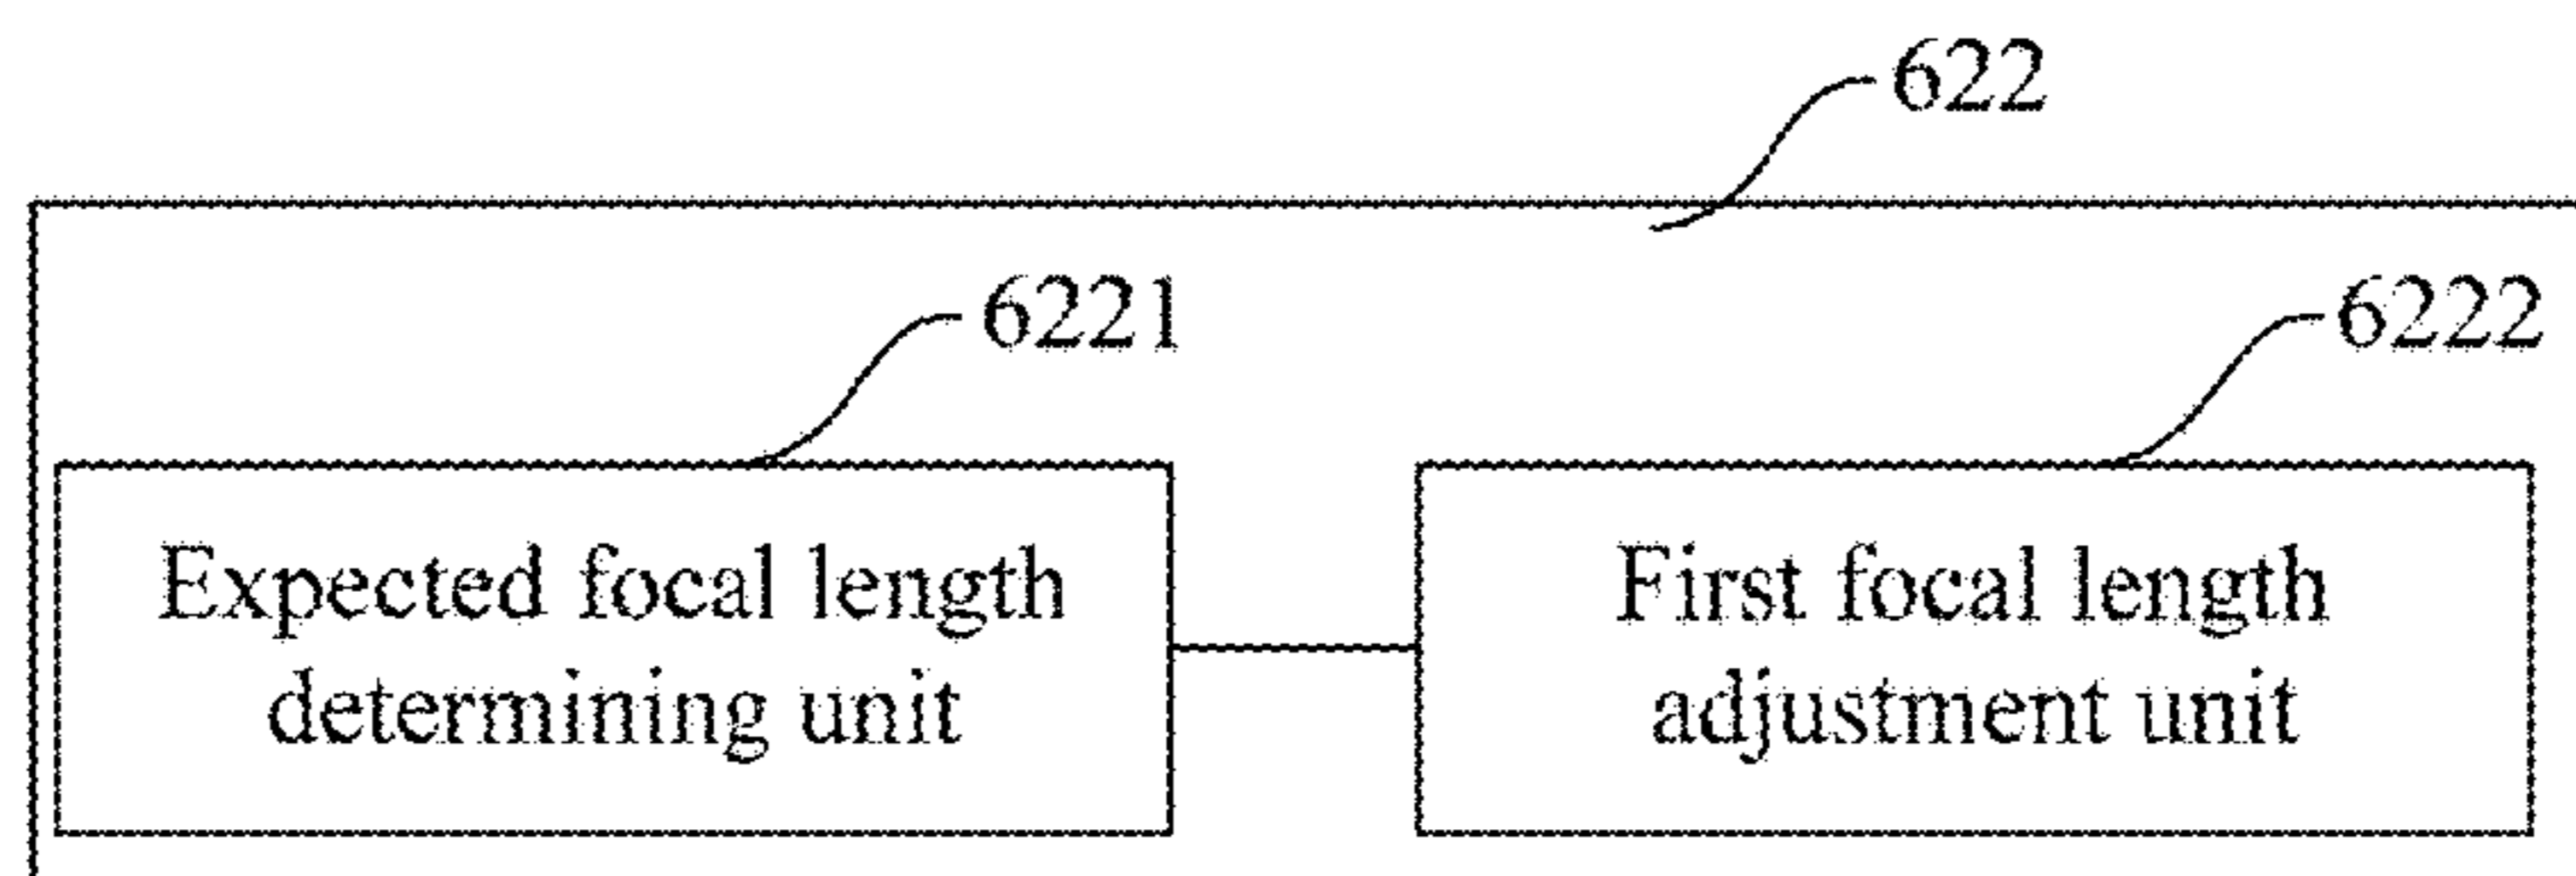 622
6221
6222
Expected focal length
determining unit
First focal length
adjustment unit